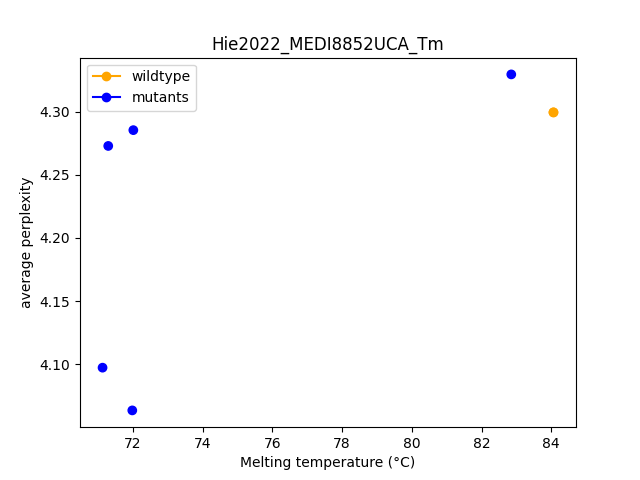 Hie2022_MEDI8852UCA_Tm
wildtype
mutants
average perplexity
4.30
4.25
4.20
4.15
4.10
72 74 76 78 80 82 84
Melting temperature (°C)